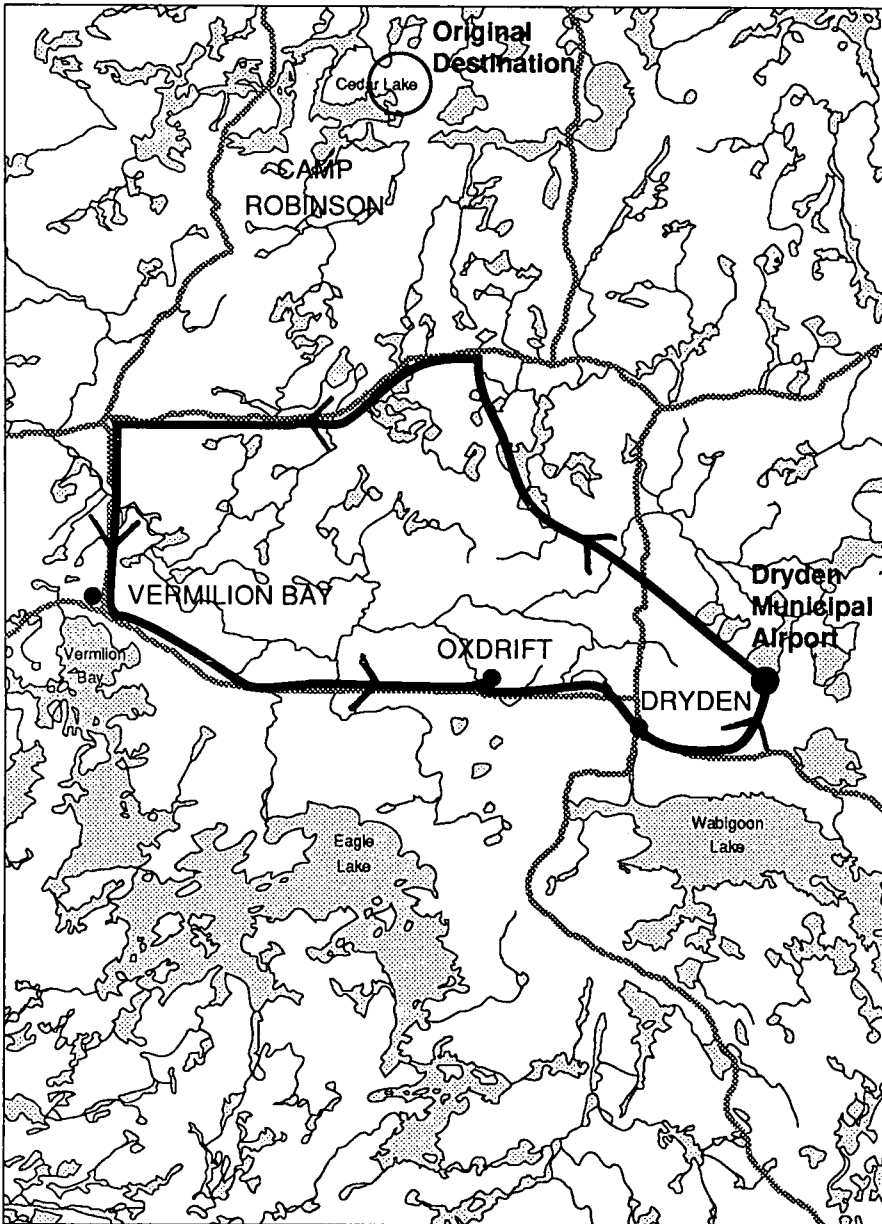 Original
Destination
Cedar Lake
CAMP
ROBINSON
Dryden
Municipal
Airport
VERMILION BAY
OXDRIFT
Vermilion
Bay
DRYDEN
Wabigoon
Lake
Eagle
Lake